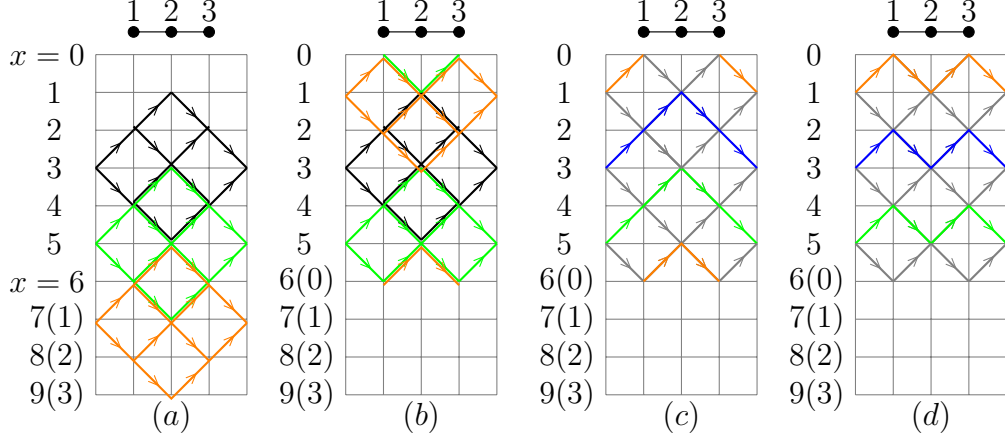 1 2 3 1 2 3 1 2 3 1 2 3
x = 0 0 0 0
1 1 1 1
2 2 2 2
3 3 3 3
4 4 4 4
5 5 5 5
x = 6 6(0) 6(0) 6(0)
7(1) 7(1) 7(1) 7(1)
8(2) 8(2) 8(2) 8(2)
9(3) 9(3) 9(3) 9(3)
(a) (b) (c) (d)